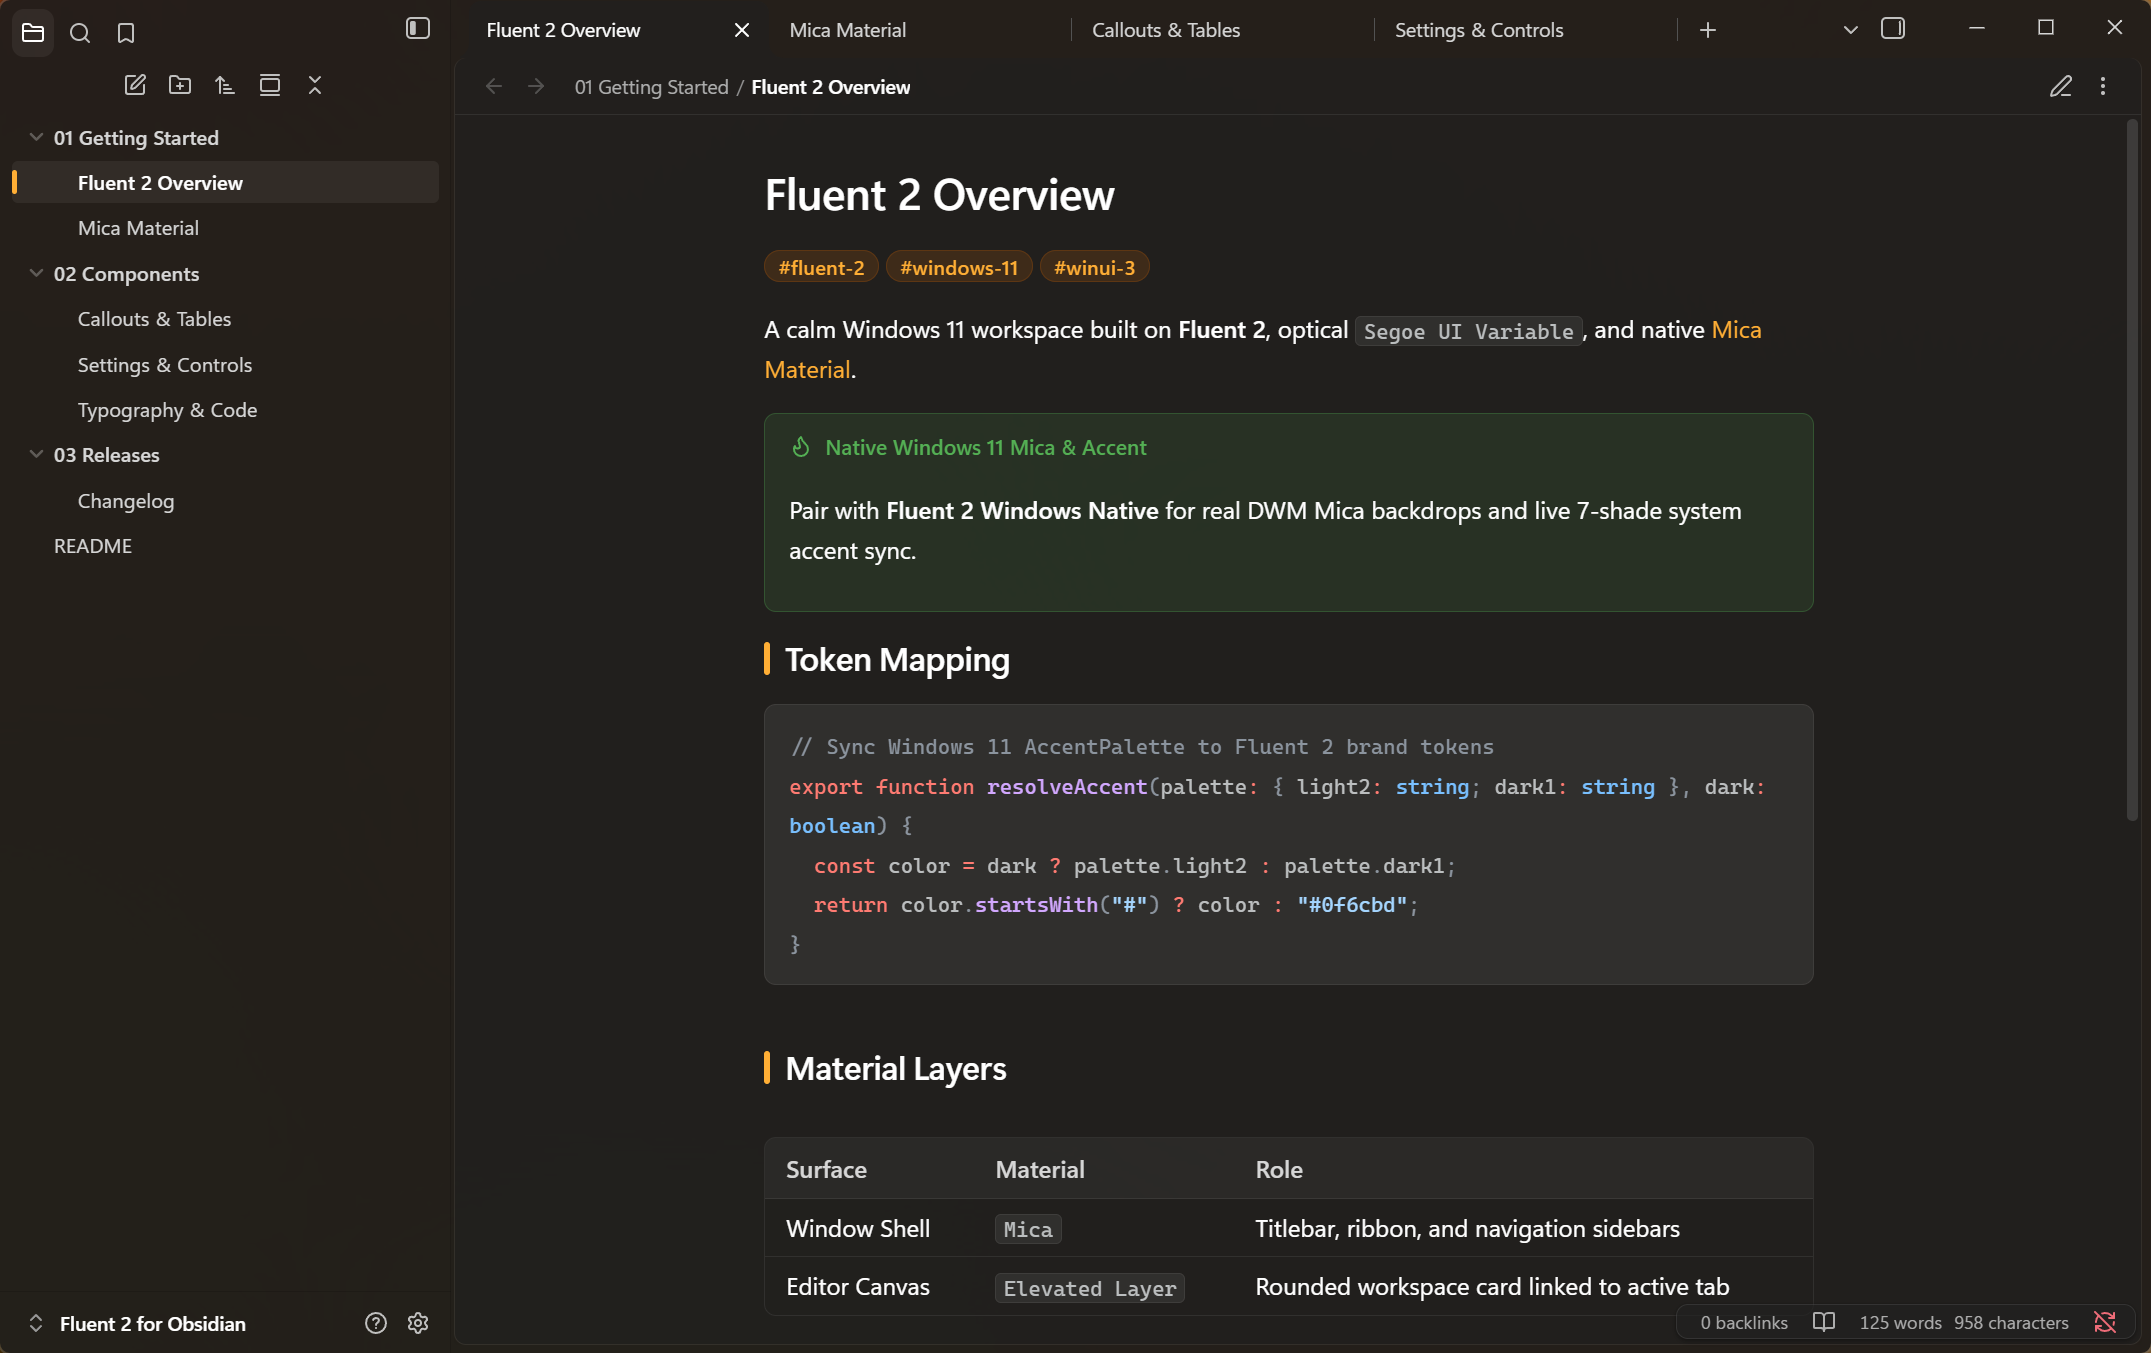 Fluent 2 Overview
Mica Material
Callouts & Tables
Settings & Controls
01 Getting Started / Fluent 2 Overview
01 Getting Started
Fluent 2 Overview
Mica Material
02 Components
Callouts & Tables
Settings & Controls
Typography & Code
03 Releases
Changelog
README
Fluent 2 for Obsidian
Fluent 2 Overview
#fluent-2 #windows-11 #winui-3
A calm Windows 11 workspace built on Fluent 2, optical Segoe UI Variable, and native Mica
Material.
Native Windows 11 Mica & Accent
Pair with Fluent 2 Windows Native for real DWM Mica backdrops and live 7-shade system
accent sync.
Token Mapping
// Sync Windows 11 AccentPalette to Fluent 2 brand tokens
export function resolveAccent(palette: { light2: string; dark1: string }, dark:
boolean) {
  const color = dark ? palette.light2 : palette.dark1;
  return color.startsWith("#") ? color : "#0f6cbd";
}
Material Layers
Surface Material Role
Window Shell Mica Titlebar, ribbon, and navigation sidebars
Editor Canvas Elevated Layer Rounded workspace card linked to active tab
0 backlinks 125 words 958 characters